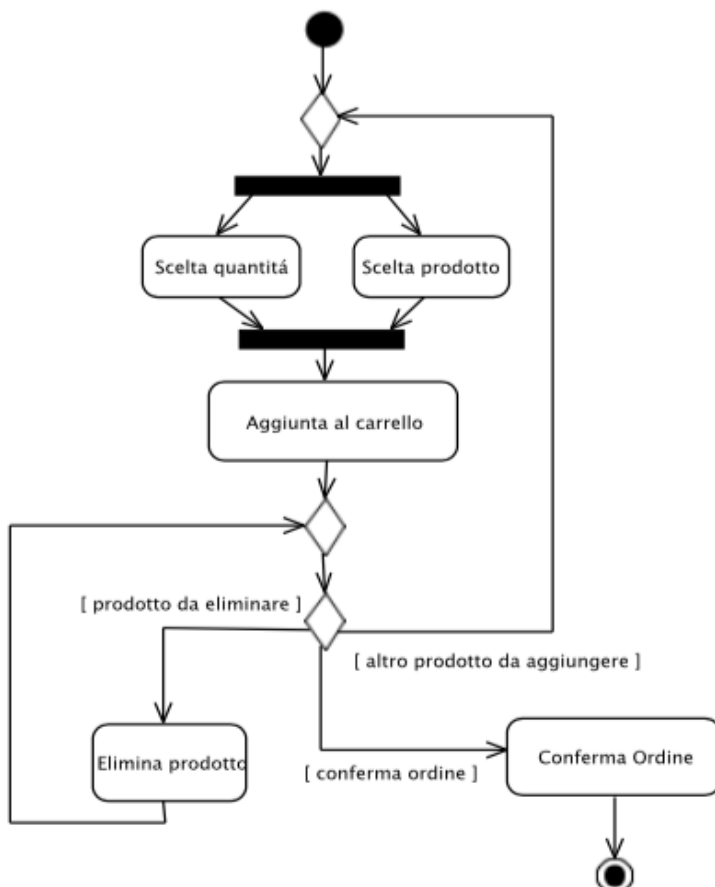 Scelta quantitá
Scelta prodotto
Aggiunta al carrello
[ prodotto da eliminare ]
[ altro prodotto da aggiungere ]
Elimina prodotto
[ conferma ordine ]
Conferma Ordine